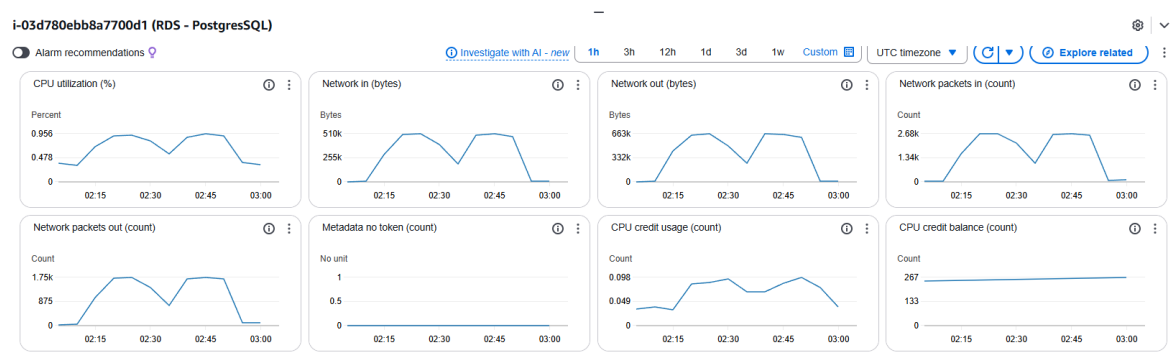 i-03d780ebb8a7700d1 (RDS - PostgresSQL)
Alarm recommendations
Investigate with AI - new
1h 3h 12h 1d 3d 1w Custom
UTC timezone
Explore related
CPU utilization (%)
Percent
0.956
0.478
0
02:15 02:30 02:45 03:00
Network in (bytes)
Bytes
510k
255k
0
02:15 02:30 02:45 03:00
Network out (bytes)
Bytes
663k
332k
0
02:15 02:30 02:45 03:00
Network packets in (count)
Count
2.68k
1.34k
0
02:15 02:30 02:45 03:00
Network packets out (count)
Count
1.75k
875
0
02:15 02:30 02:45 03:00
Metadata no token (count)
No unit
1
0.5
0
02:15 02:30 02:45 03:00
CPU credit usage (count)
Count
0.098
0.049
0
02:15 02:30 02:45 03:00
CPU credit balance (count)
Count
267
133
0
02:15 02:30 02:45 03:00